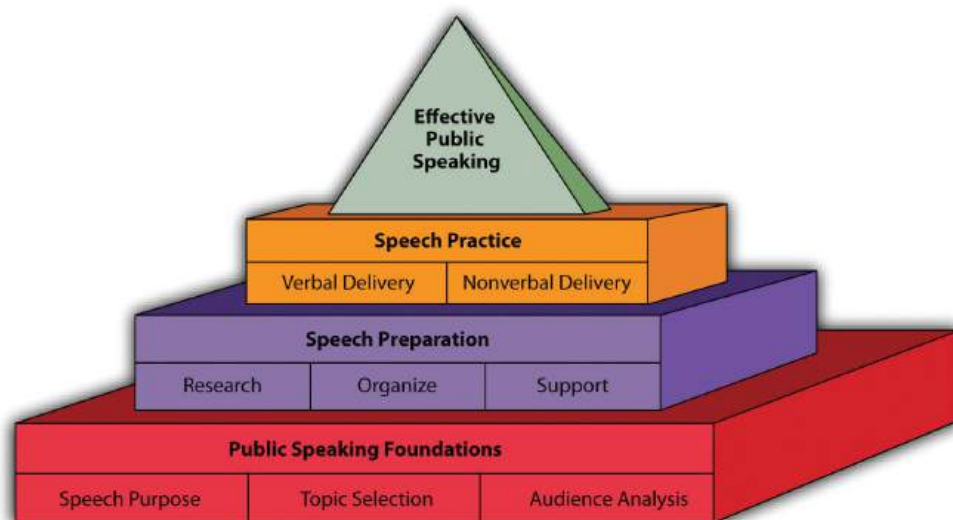 Effective
Public
Speaking
Speech Practice
Verbal Delivery
Nonverbal Delivery
Speech Preparation
Research
Organize
Support
Public Speaking Foundations
Speech Purpose
Topic Selection
Audience Analysis